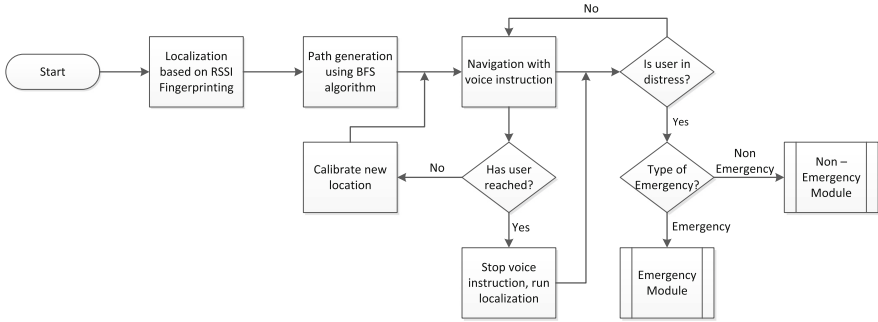 No
Start
Localization
based on RSSI
Fingerprinting
Path generation
using BFS
algorithm
Navigation with
voice instruction
Is user in
distress?
Yes
Calibrate new
location
No
Has user
reached?
Type of
Emergency?
Non
Emergency
Non –
Emergency
Module
Yes
Emergency
Stop voice
instruction, run
localization
Emergency
Module